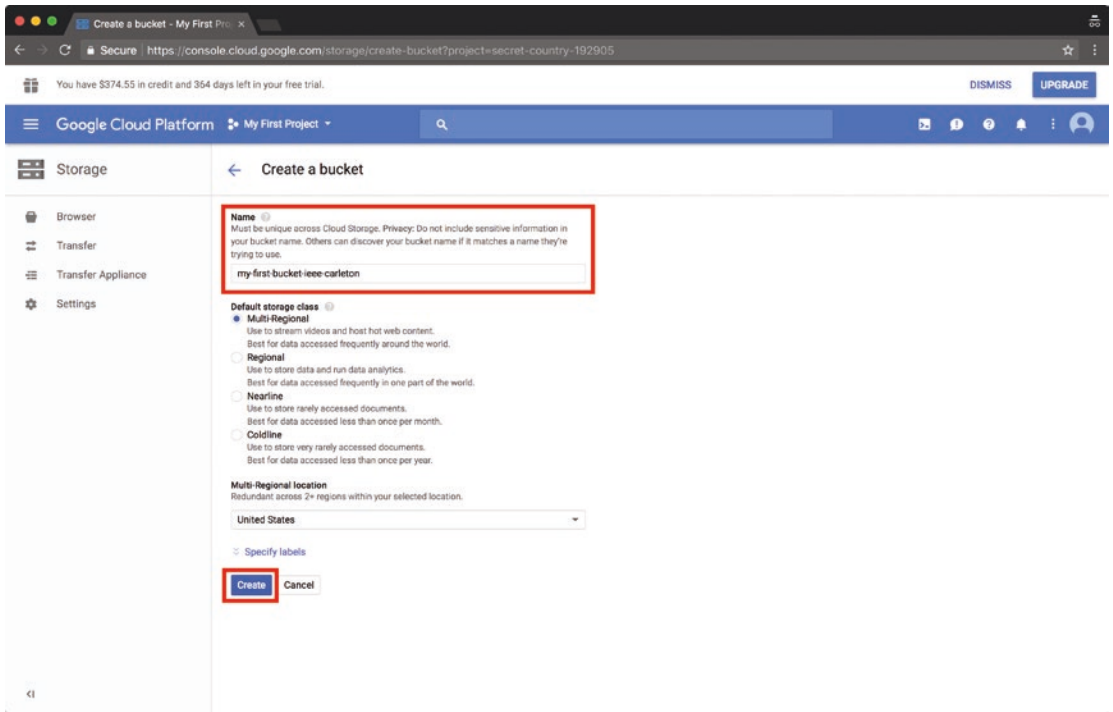 Create a bucket - My First Pro
Secure https://console.cloud.google.com/storage/create-bucket?project=secret-country-192905
You have $374.55 in credit and 364 days left in your free trial.
DISMISS
UPGRADE
Google Cloud Platform
My First Project
Storage
Create a bucket
Browser
Transfer
Transfer Appliance
Settings
Name
Must be unique across Cloud Storage. Privacy: Do not include sensitive information in
your bucket name. Others can discover your bucket name if it matches a name they're
trying to use.
my-first-bucket-ieee-carleton
Default storage class
Multi-Regional
Use to stream videos and host hot web content.
Best for data accessed frequently around the world.
Regional
Use to store data and run data analytics.
Best for data accessed frequently in one part of the world.
Nearline
Use to store rarely accessed documents.
Best for data accessed less than once per month.
Coldline
Use to store very rarely accessed documents.
Best for data accessed less than once per year.
Multi-Regional location
Redundant across 2+ regions within your selected location.
United States
Specify labels
Create
Cancel